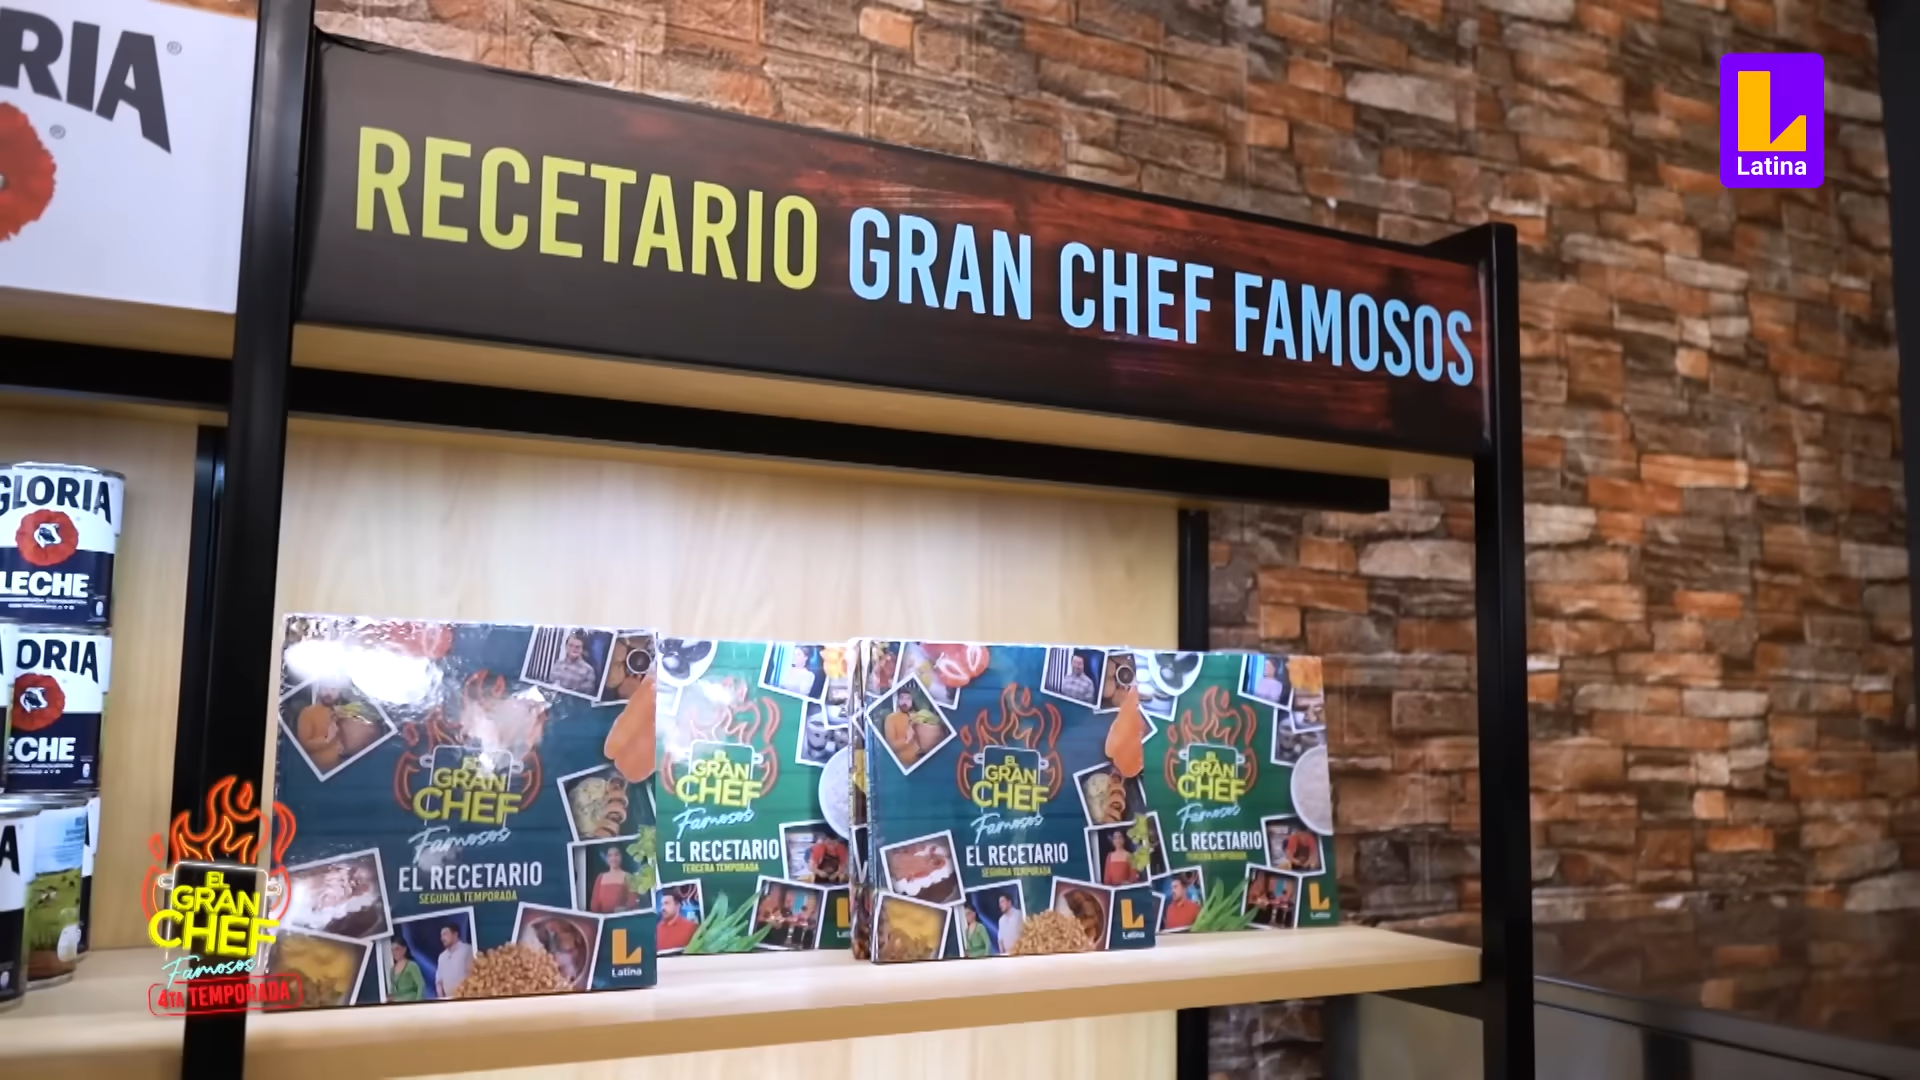 RIA
RECETARIO GRAN CHEF FAMOSOS
Latina
GLORIA
LECHE
ORIA
ECHE
EL
GRAN
CHEF
Famosos
EL RECETARIO
SEGUNDA TEMPORADA
Latina
EL
GRAN
CHEF
Famosos
EL RECETARIO
TERCERA TEMPORADA
EL
GRAN
CHEF
Famosos
EL RECETARIO
SEGUNDA TEMPORADA
Latina
EL
GRAN
CHEF
Famosos
EL RECETARIO
TERCERA TEMPORADA
EL
GRAN
CHEF
Famosos
4TA TEMPORADA